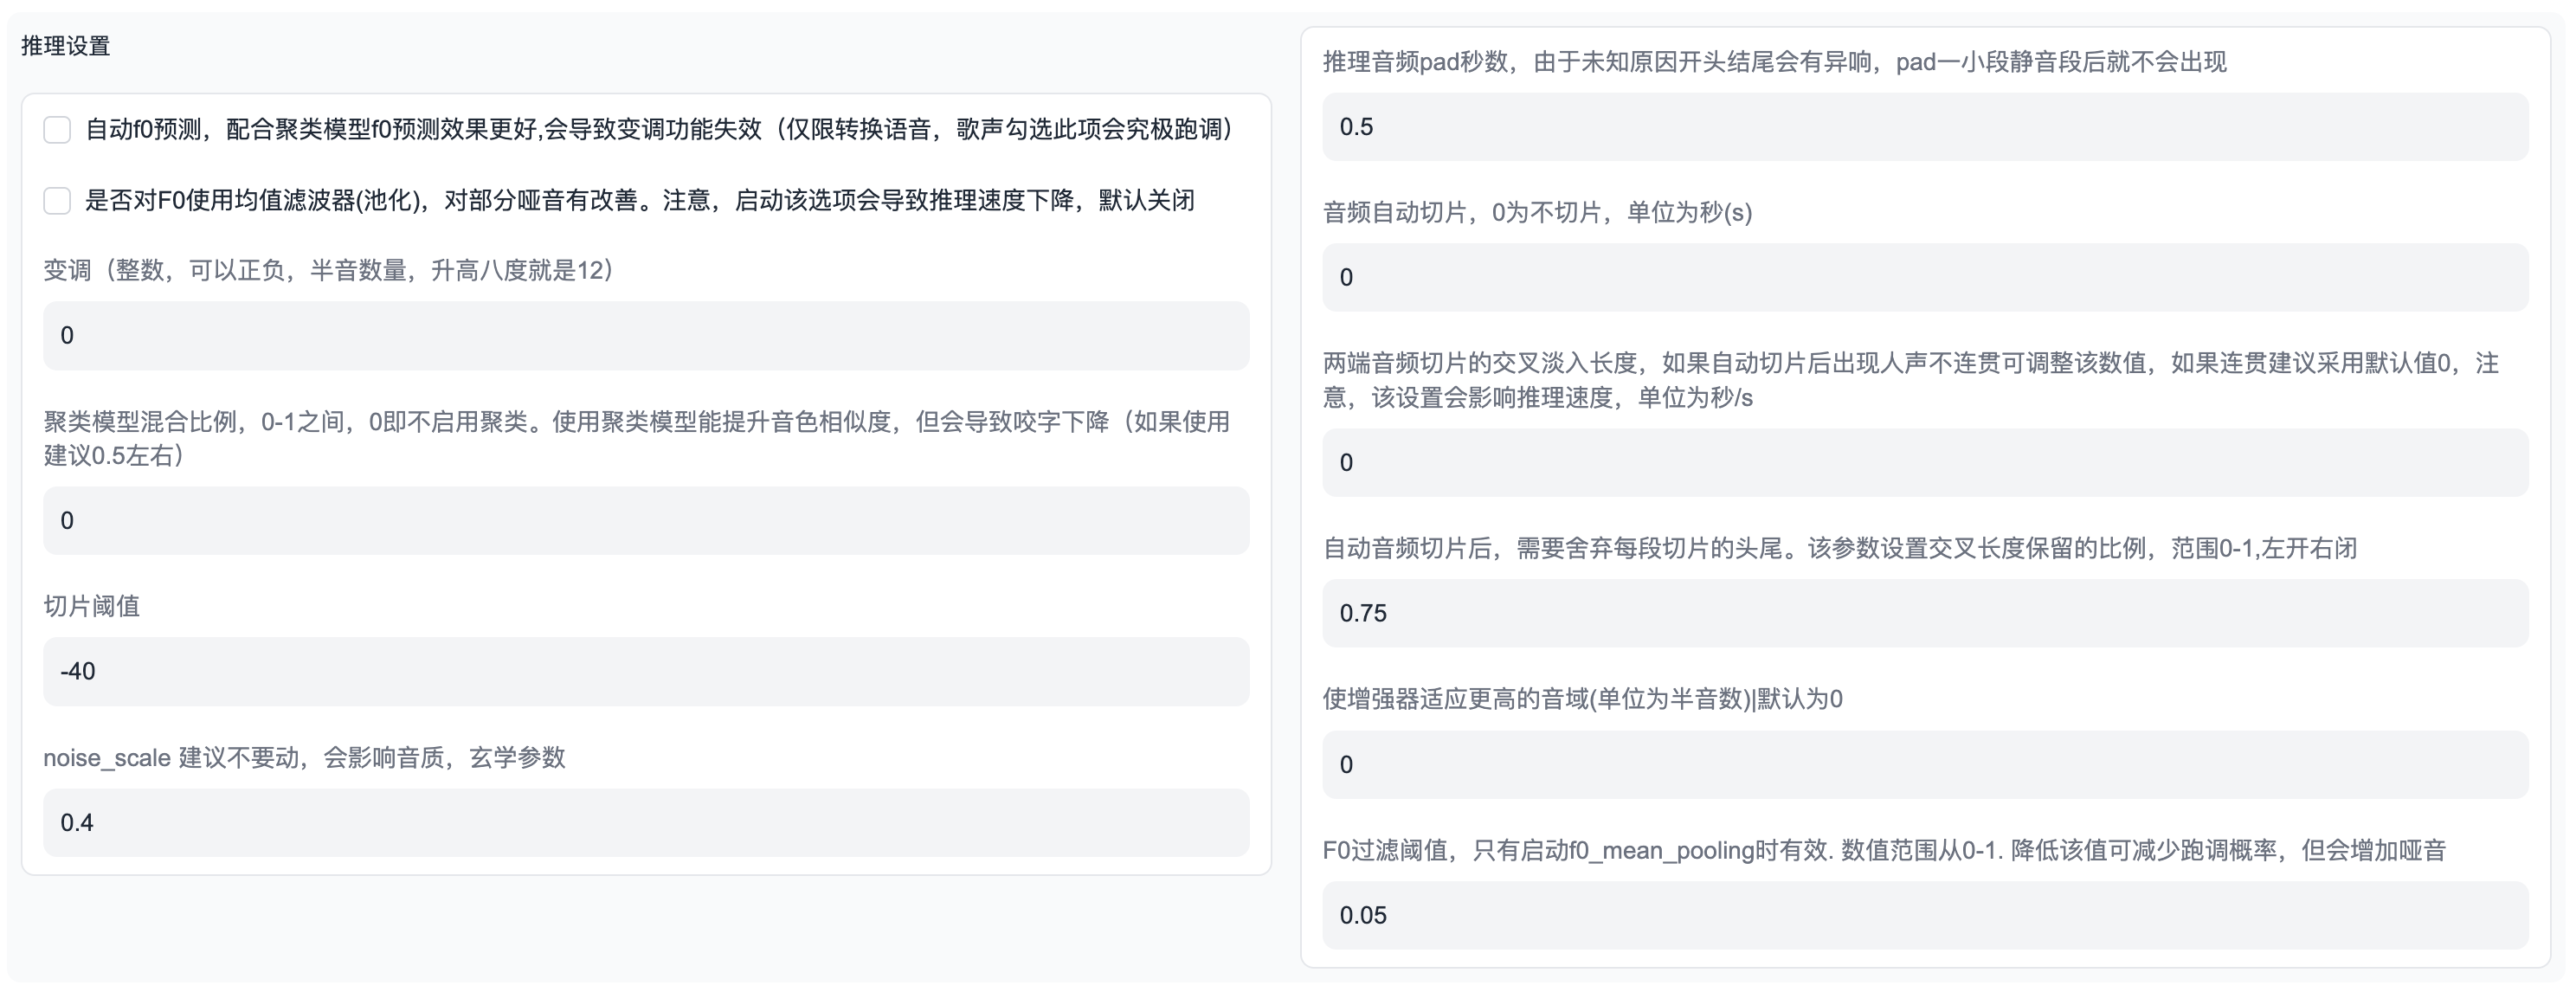 推理设置
自动f0预测，配合聚类模型f0预测效果更好,会导致变调功能失效（仅限转换语音，歌声勾选此项会究极跑调）
是否对F0使用均值滤波器(池化)，对部分哑音有改善。注意，启动该选项会导致推理速度下降，默认关闭
变调（整数，可以正负，半音数量，升高八度就是12）
0
聚类模型混合比例，0-1之间，0即不启用聚类。使用聚类模型能提升音色相似度，但会导致咬字下降（如果使用
建议0.5左右）
0
切片阈值
-40
noise_scale 建议不要动，会影响音质，玄学参数
0.4
推理音频pad秒数，由于未知原因开头结尾会有异响，pad一小段静音段后就不会出现
0.5
音频自动切片，0为不切片，单位为秒(s)
0
两端音频切片的交叉淡入长度，如果自动切片后出现人声不连贯可调整该数值，如果连贯建议采用默认值0，注
意，该设置会影响推理速度，单位为秒/s
0
自动音频切片后，需要舍弃每段切片的头尾。该参数设置交叉长度保留的比例，范围0-1,左开右闭
0.75
使增强器适应更高的音域(单位为半音数)|默认为0
0
F0过滤阈值，只有启动f0_mean_pooling时有效. 数值范围从0-1. 降低该值可减少跑调概率，但会增加哑音
0.05